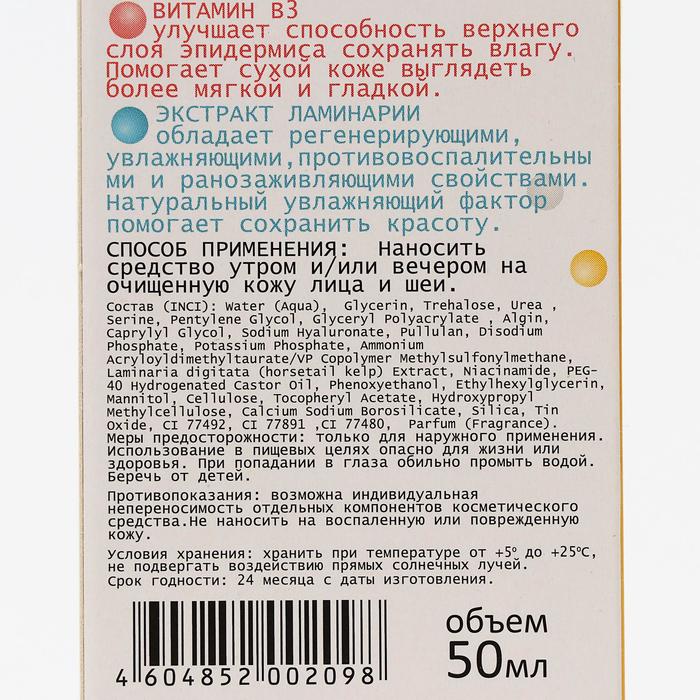 ВИТАМИН В3
улучшает способность верхнего
слоя эпидермиса сохранять влагу.
Помогает сухой коже выглядеть
более мягкой и гладкой.
ЭКСТРАКТ ЛАМИНАРИИ
обладает регенерирующими,
увлажняющими,противовоспалительны
ми и ранозаживляющими свойствами.
Натуральный увлажняющий фактор
помогает сохранить красоту.
СПОСОБ ПРИМЕНЕНИЯ: Наносить
средство утром и/или вечером на
очищенную кожу лица и шеи.
Состав (INCI): Water (Aqua), Glycerin, Trehalose, Urea ,
Serine, Pentylene Glycol, Glyceryl Polyacrylate , Algin,
Caprylyl Glycol, Sodium Hyaluronate, Pullulan, Disodium
Phosphate, Potassium Phosphate, Ammonium
Acryloyldimethyltaurate/VP Copolymer Methylsulfonylmethane,
Laminaria digitata (horsetail kelp) Extract, Niacinamide, PEG-
40 Hydrogenated Castor Oil, Phenoxyethanol, Ethylhexylglycerin,
Mannitol, Cellulose, Tocopheryl Acetate, Hydroxypropyl
Methylcellulose, Calcium Sodium Borosilicate, Silica, Tin
Oxide, CI 77492, CI 77891 ,CI 77480, Parfum (Fragrance).
Меры предосторожности: только для наружного применения.
Использование в пищевых целях опасно для жизни или
здоровья. При попадании в глаза обильно промыть водой.
Беречь от детей.
Противопоказания: возможна индивидуальная
непереносимость отдельных компонентов косметического
средства.Не наносить на воспаленную или поврежденную
кожу.
Условия хранения: хранить при температуре от +5º до +25ºС,
не подвергать воздействию прямых солнечных лучей.
Срок годности: 24 месяца с даты изготовления.
объем
50мл
4 604852 002098